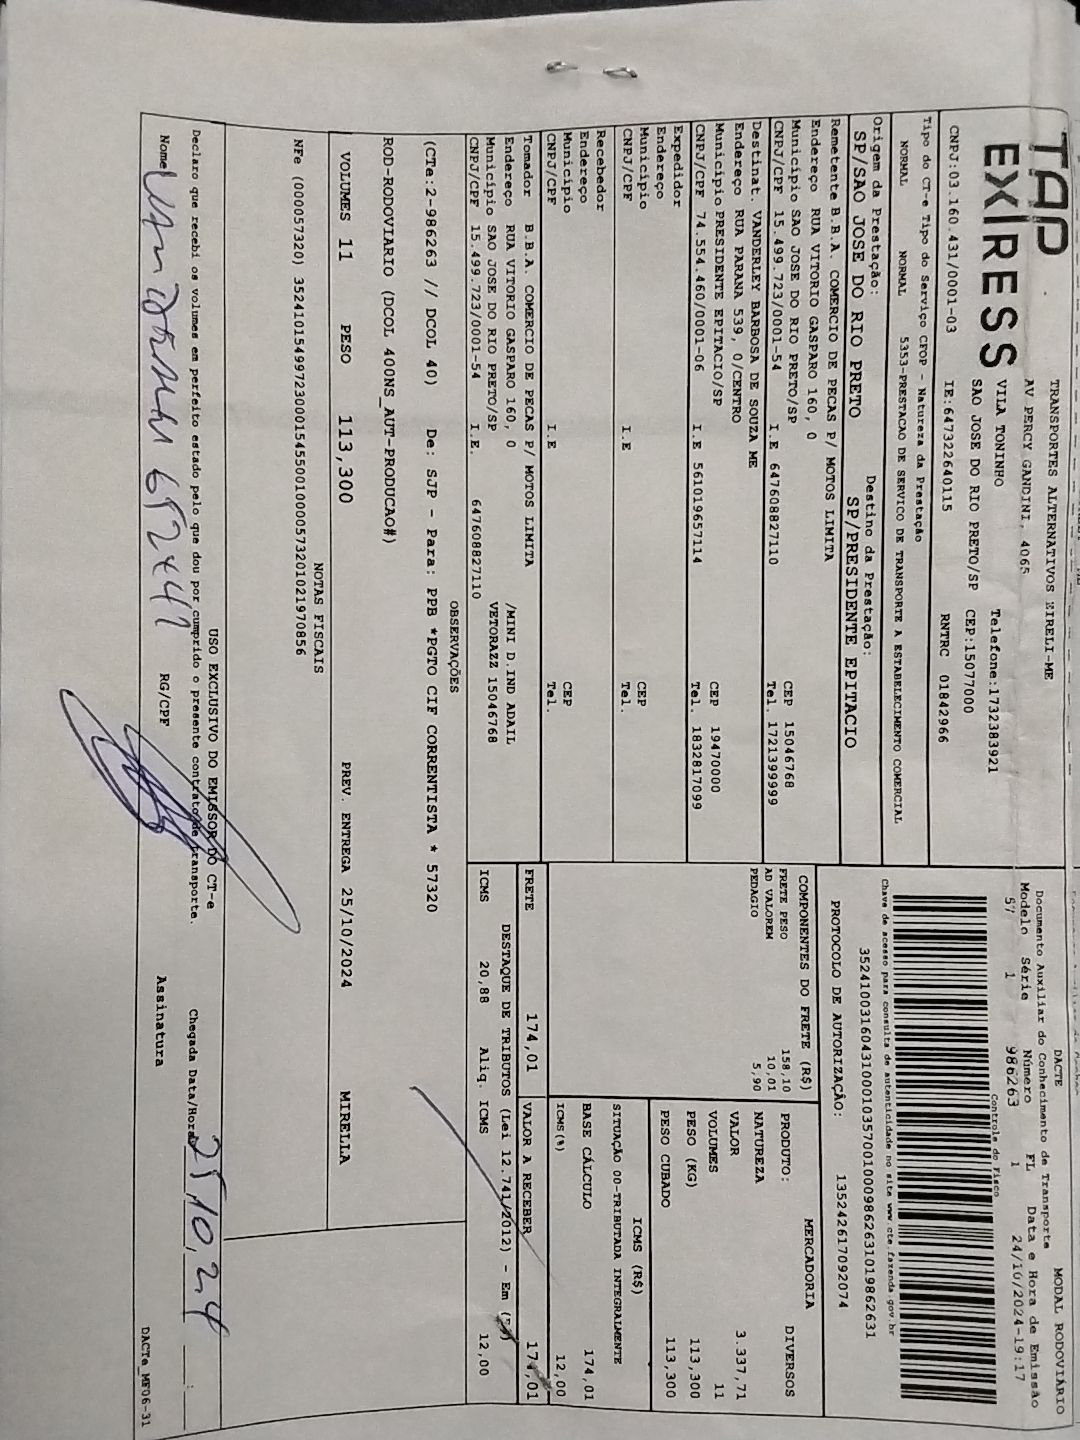 TAP EXPRESS
TRANSPORTES ALTERNATIVOS EIRELI-ME
AV PERCY GANDINI, 4065
VILA TONINHO Telefone:1732383921
SAO JOSE DO RIO PRETO/SP CEP:15077000
CNPJ:03.160.431/0001-03 IE:647322640115 RNTRC 01842966
DACTE MODAL RODOVIÁRIO
Documento Auxiliar do Conhecimento de Transporte
Modelo Série Número FL Data e Hora de Emissão
57 1 986263 1 24/10/2024-19:17
Controle do Fisco
Chave de acesso para consulta de autenticidade no site www.cte.fazenda.gov.br
35241003160431000103570010009862631019862631
PROTOCOLO DE AUTORIZAÇÃO: 135242617092074
Tipo do CT-e Tipo do Serviço CFOP - Natureza da Prestação
NORMAL NORMAL 5353-PRESTACAO DE SERVICO DE TRANSPORTE A ESTABELECIMENTO COMERCIAL
Origem da Prestação: Destino da Prestação:
SP/SAO JOSE DO RIO PRETO SP/PRESIDENTE EPITACIO
Remetente B.B.A. COMERCIO DE PECAS P/ MOTOS LIMITA
Endereço RUA VITORIO GASPARO 160, 0
Município SAO JOSE DO RIO PRETO/SP CEP 15046768
CNPJ/CPF 15.499.723/0001-54 I.E 647608827110 Tel. 1721399999
Destinat. VANDERLEY BARBOSA DE SOUZA ME
Endereço RUA PARANA 539, 0/CENTRO
Município PRESIDENTE EPITACIO/SP CEP 19470000
CNPJ/CPF 74.554.460/0001-06 I.E 561019657114 Tel. 1832817099
Expedidor
Endereço
Município CEP
CNPJ/CPF I.E Tel.
Recebedor
Endereço
Município CEP
CNPJ/CPF I.E Tel.
Tomador B.B.A. COMERCIO DE PECAS P/ MOTOS LIMITA
Endereço RUA VITORIO GASPARO 160, 0 /MINI D.IND ADAIL
Município SAO JOSE DO RIO PRETO/SP VETORAZZ 15046768
CNPJ/CPF 15.499.723/0001-54 I.E. 647608827110
COMPONENTES DO FRETE (R$)
FRETE PESO 158,10
AD VALOREM 10,01
PEDAGIO 5,90
MERCADORIA
PRODUTO: DIVERSOS
NATUREZA
VALOR 3.337,71
VOLUMES 11
PESO (KG) 113,300
PESO CUBADO 113,300
ICMS (R$)
SITUAÇÃO 00-TRIBUTADA INTEGRALMENTE
BASE CÁLCULO 174,01
ICMS(%) 12,00
FRETE 174,01 VALOR A RECEBER 174,01
DESTAQUE DE TRIBUTOS (Lei 12.741/2012) - Em (R$)
ICMS 20,88 Aliq. ICMS 12,00
OBSERVAÇÕES
(CTe:2-986263 // DCOL 40) De: SJP - Para: PPB *PGTO CIF CORRENTISTA * 57320
ROD-RODOVIARIO (DCOL 400NS_AUT-PRODUCAO#)
VOLUMES 11 PESO 113,300 PREV. ENTREGA 25/10/2024 MIRELLA
NOTAS FISCAIS
NFe (000057320) 35241015499723000154550010000573201021970856
USO EXCLUSIVO DO EMISSOR DO CT-e
Declaro que recebi os volumes em perfeito estado pelo que dou por cumprido o presente contrato de transporte. Chegada Data/Hora 25,10,24 :
Nome RG/CPF Assinatura
DACTe_MF06-31